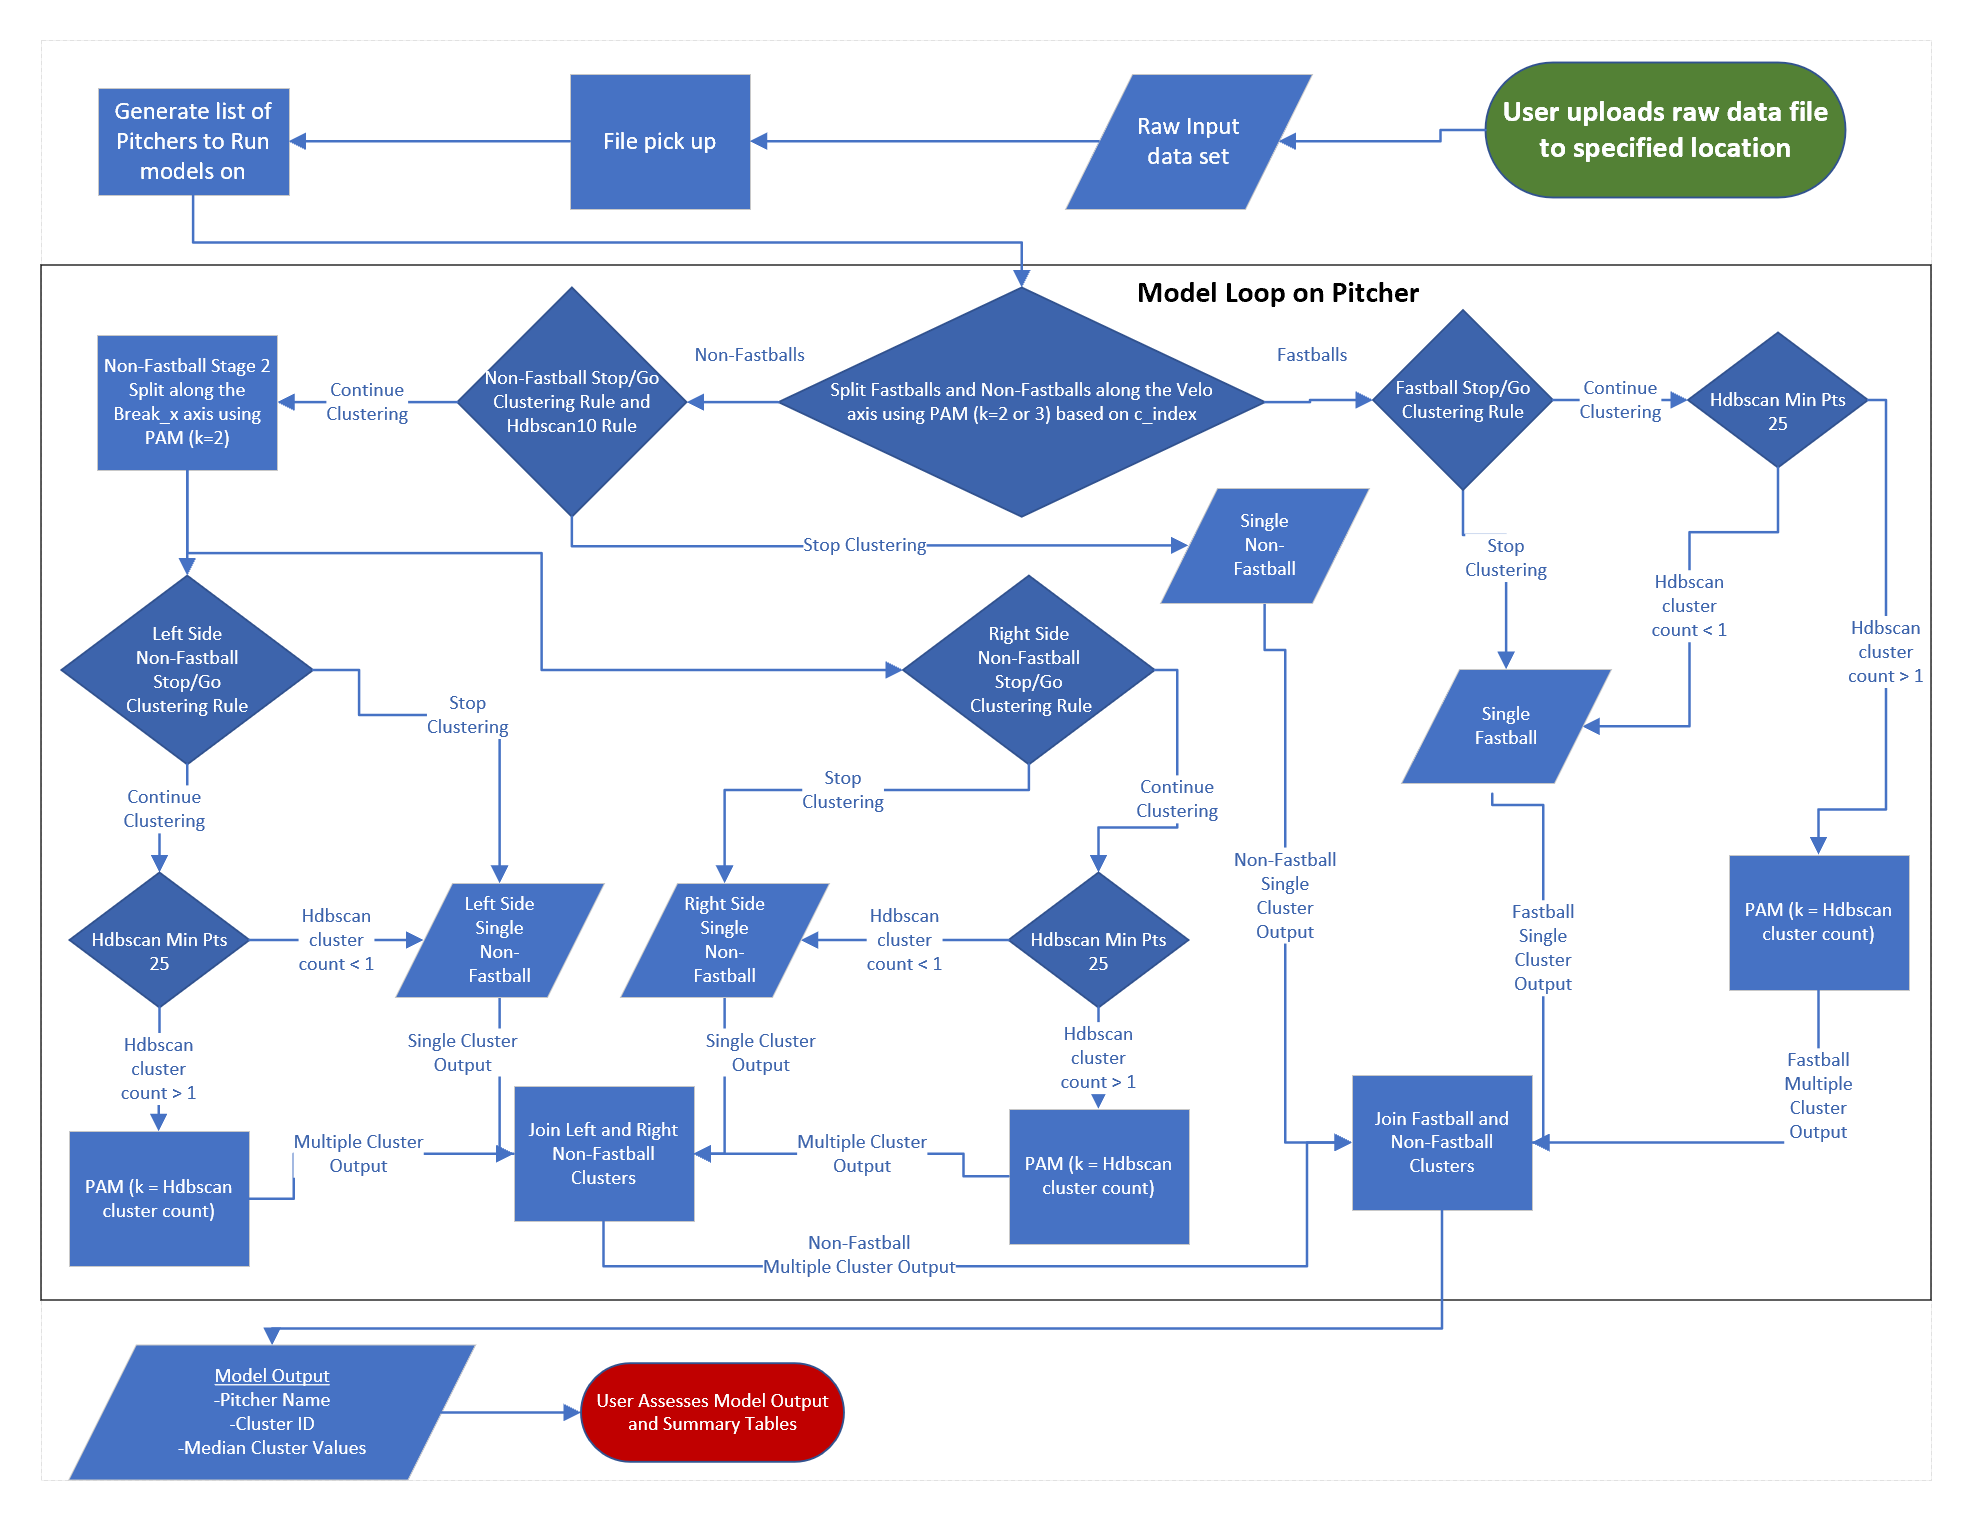 Generate list of
Pitchers to Run
models on
File pick up
Raw Input
data set
User uploads raw data file
to specified location
Model Loop on Pitcher
Non-Fastball Stage 2
Split along the
Break_x axis using
PAM (k=2)
Continue
Clustering
Non-Fastball Stop/Go
Clustering Rule and
Hdbscan10 Rule
Non-Fastballs
Split Fastballs and Non-Fastballs along the Velo
axis using PAM (k=2 or 3) based on c_index
Fastballs
Fastball Stop/Go
Clustering Rule
Continue
Clustering
Hdbscan Min Pts
25
Stop Clustering
Single
Non-
Fastball
Stop
Clustering
Hdbscan
cluster
count < 1
Hdbscan
cluster
count > 1
Left Side
Non-Fastball
Stop/Go
Clustering Rule
Stop
Clustering
Right Side
Non-Fastball
Stop/Go
Clustering Rule
Single
Fastball
Continue
Clustering
Stop
Clustering
Continue
Clustering
Hdbscan Min Pts
25
Hdbscan
cluster
count < 1
Left Side
Single
Non-
Fastball
Right Side
Single
Non-
Fastball
Hdbscan
cluster
count < 1
Hdbscan Min Pts
25
Non-Fastball
Single
Cluster
Output
Fastball
Single
Cluster
Output
PAM (k = Hdbscan
cluster count)
Hdbscan
cluster
count > 1
Single Cluster
Output
Single Cluster
Output
Hdbscan
cluster
count > 1
Fastball
Multiple
Cluster
Output
PAM (k = Hdbscan
cluster count)
Multiple Cluster
Output
Join Left and Right
Non-Fastball
Clusters
Multiple Cluster
Output
PAM (k = Hdbscan
cluster count)
Join Fastball and
Non-Fastball
Clusters
Non-Fastball
Multiple Cluster Output
Model Output
-Pitcher Name
-Cluster ID
-Median Cluster Values
User Assesses Model Output
and Summary Tables